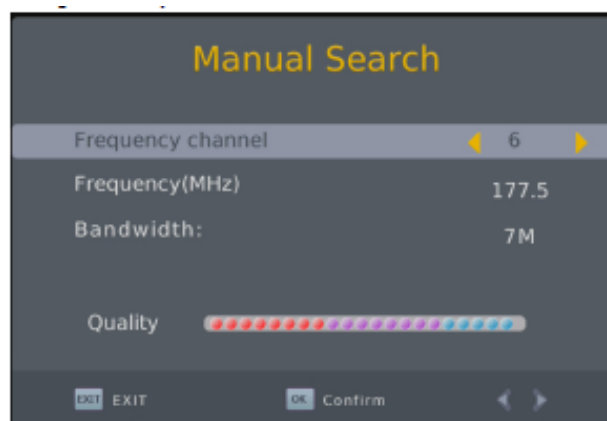 Manual Search
Frequency channel 6
Frequency(MHz) 177.5
Bandwidth: 7M
Quality
EXIT EXIT OK Confirm